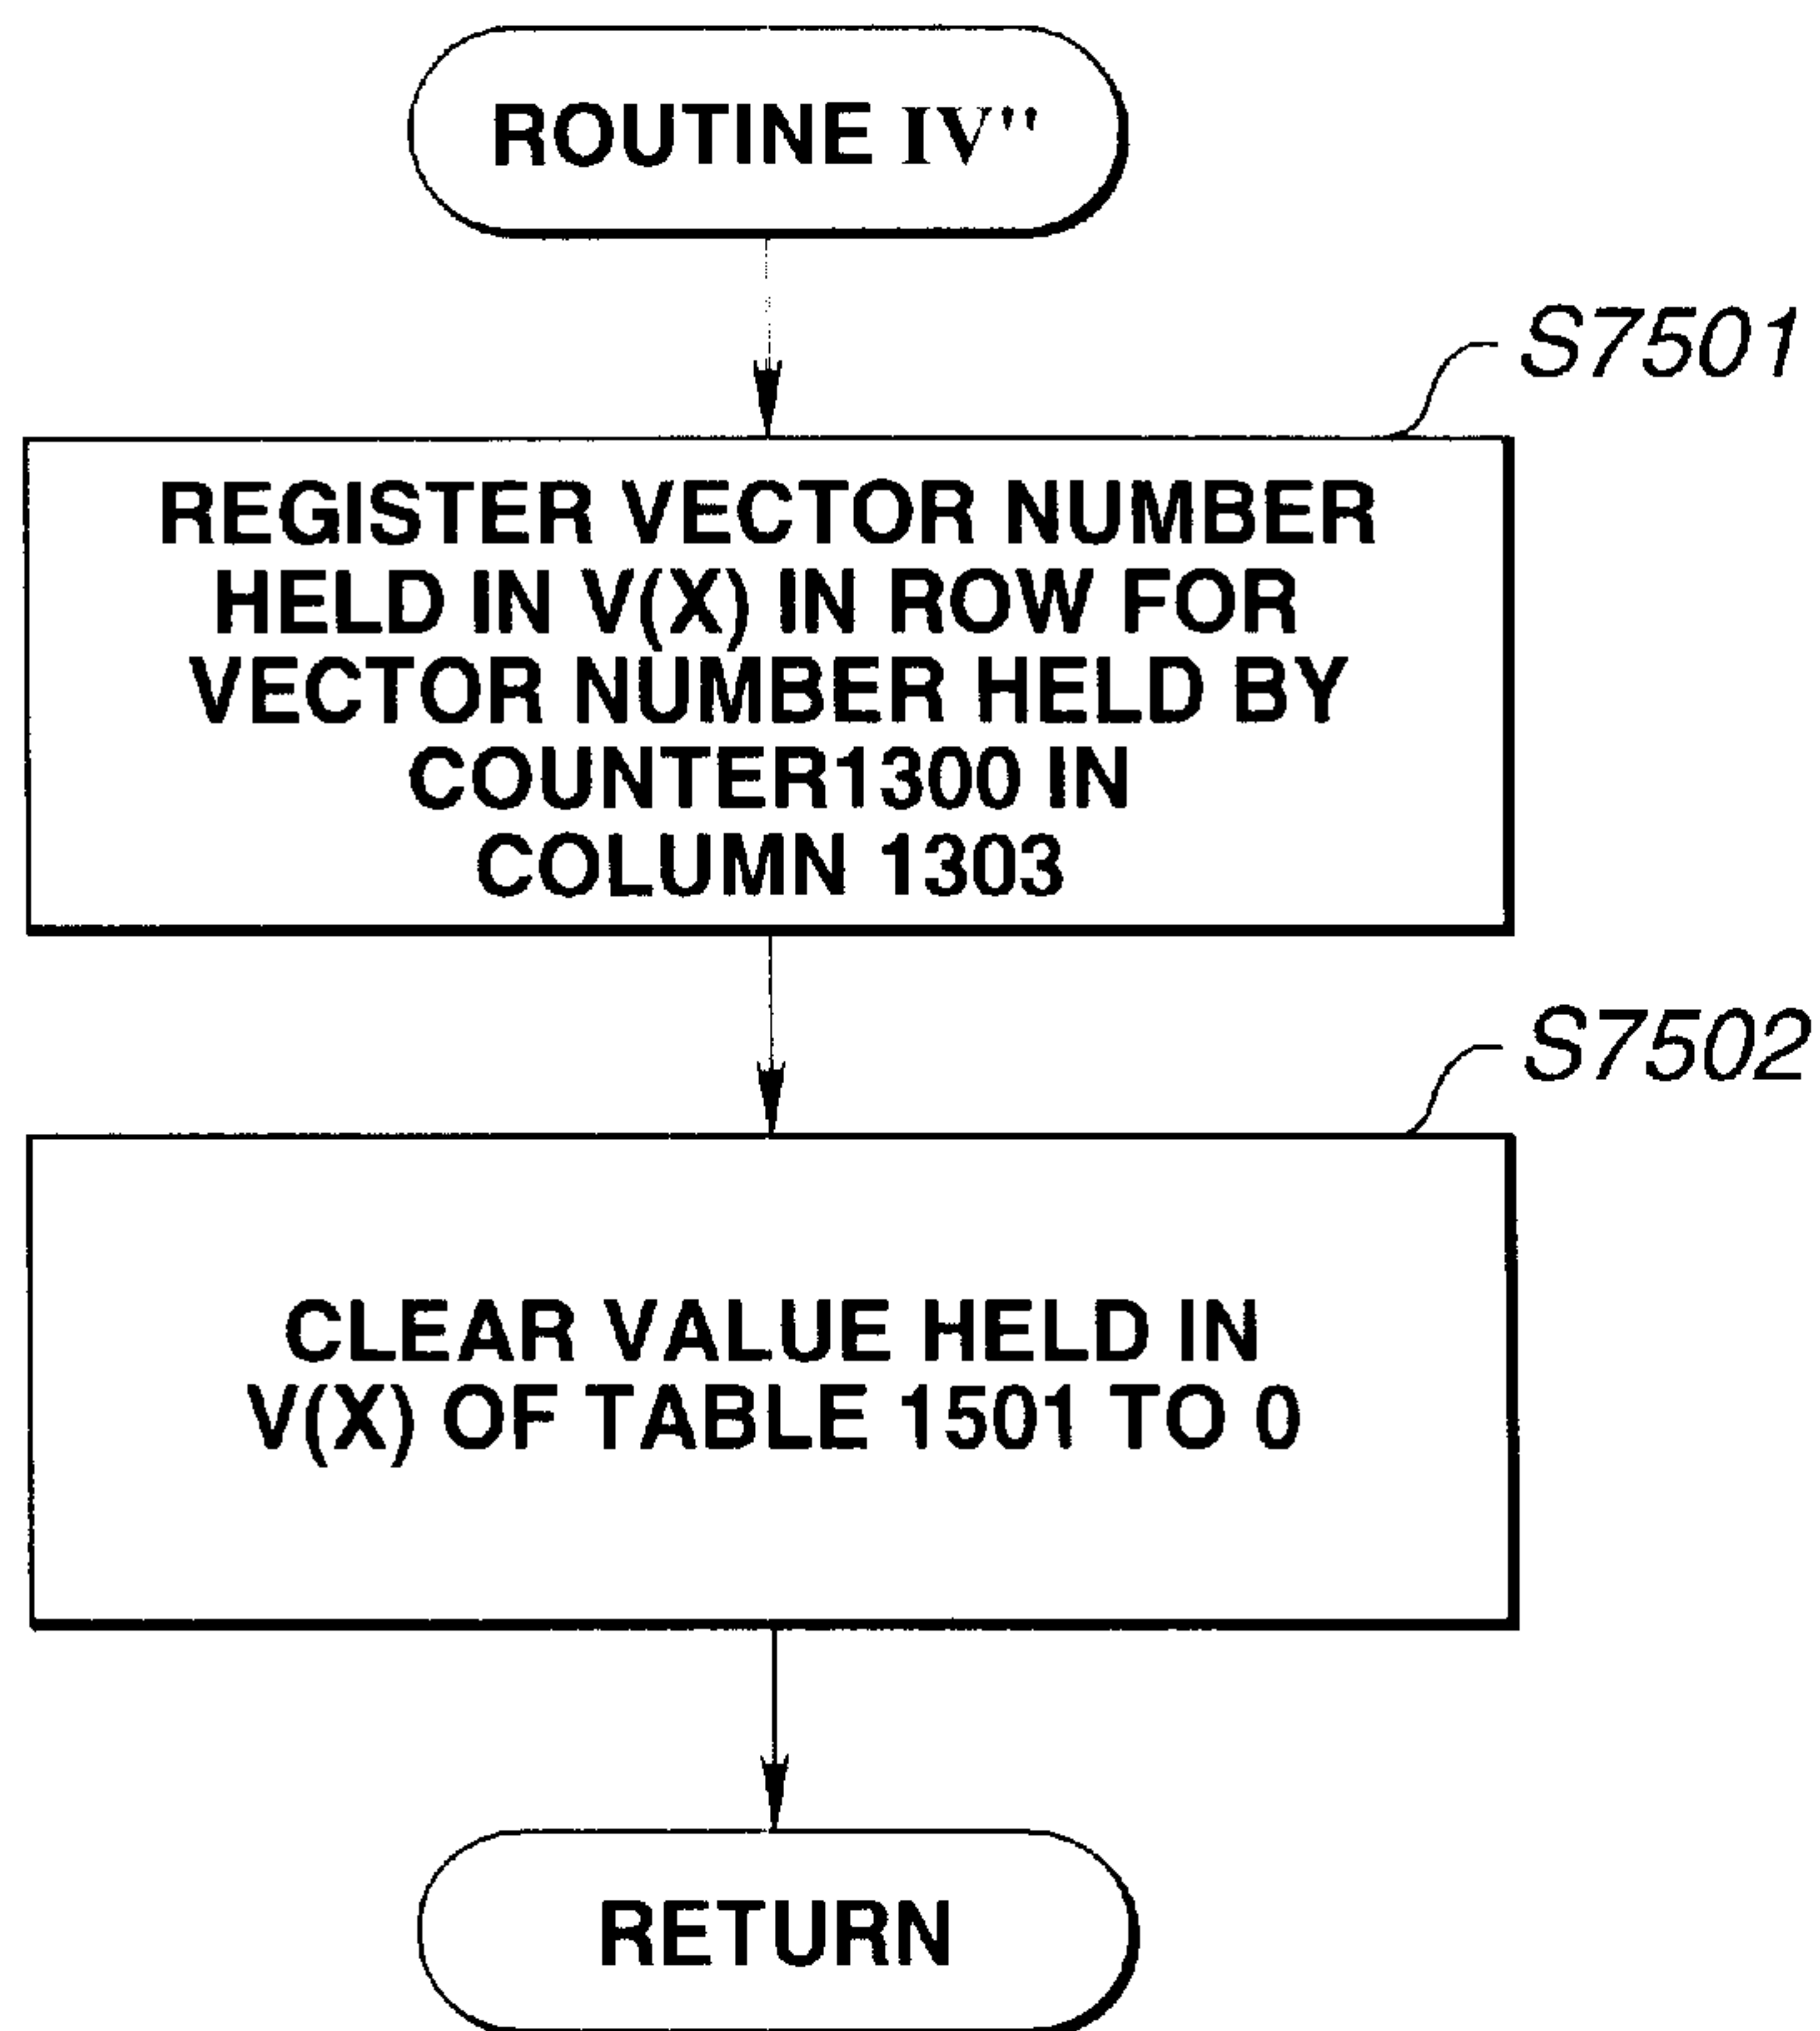 ROUTINE IV"
S7501
REGISTER VECTOR NUMBER
HELD IN V(X) IN ROW FOR
VECTOR NUMBER HELD BY
COUNTER1300 IN
COLUMN 1303
S7502
CLEAR VALUE HELD IN
V(X) OF TABLE 1501 TO 0
RETURN